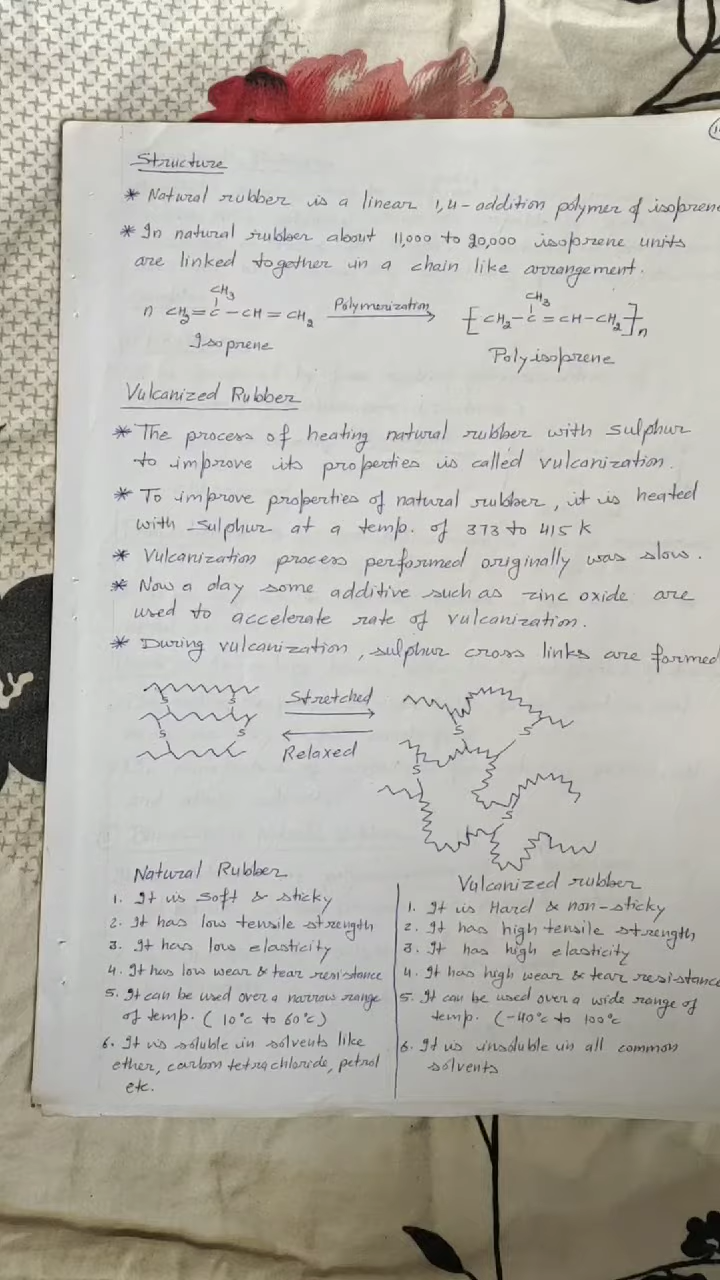 Structure
* Natural rubber is a linear 1,4-addition polymer of isoprene
* In natural rubber about 11,000 to 20,000 isoprene units
are linked together in a chain like arrangement.
CH3 CH3
n CH2=C-CH=CH2 Polymerization [CH2-C=CH-CH2]n
Isoprene Polyisoprene
Vulcanized Rubber
* The process of heating natural rubber with sulphur
to improve its properties is called vulcanization.
* To improve properties of natural rubber, it is heated
with sulphur at a temp. of 373 to 415 k
* Vulcanization process performed originally was slow.
* Now a day some additive such as zinc oxide are
used to accelerate rate of vulcanization.
* During vulcanization, sulphur cross links are formed
S S Stretched S S
S S Relaxed S S
Natural Rubber
1. It is soft & sticky
2. It has low tensile strength
3. It has low elasticity
4. It has low wear & tear resistance
5. It can be used over a narrow range
of temp. (10°c to 60°c)
6. It is soluble in solvents like
ether, carbon tetrachloride, petrol
etc.
Vulcanized rubber
1. It is Hard & non-sticky
2. It has high tensile strength
3. It has high elasticity
4. It has high wear & tear resistance
5. It can be used over a wide range of
temp. (-40°c to 100°c
6. It is insoluble in all common
solvents